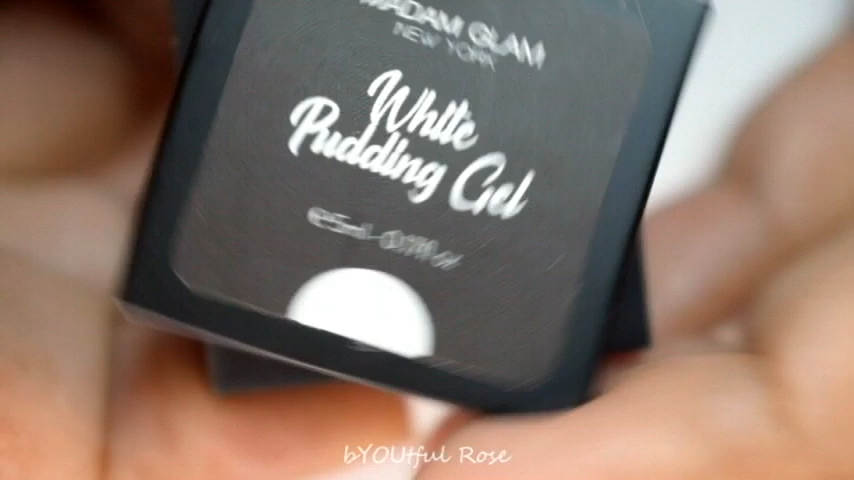 MADAM GLAM
NEW YORK
White
Pudding Gel
bYOUtful Rose